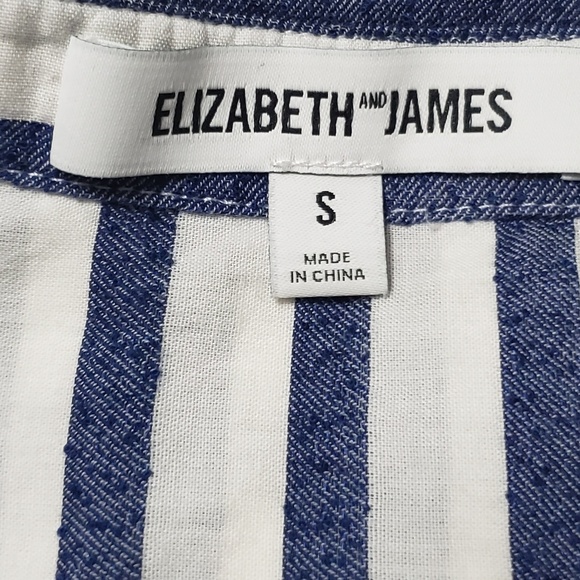 ELIZABETH AND JAMES
S
MADE
IN CHINA